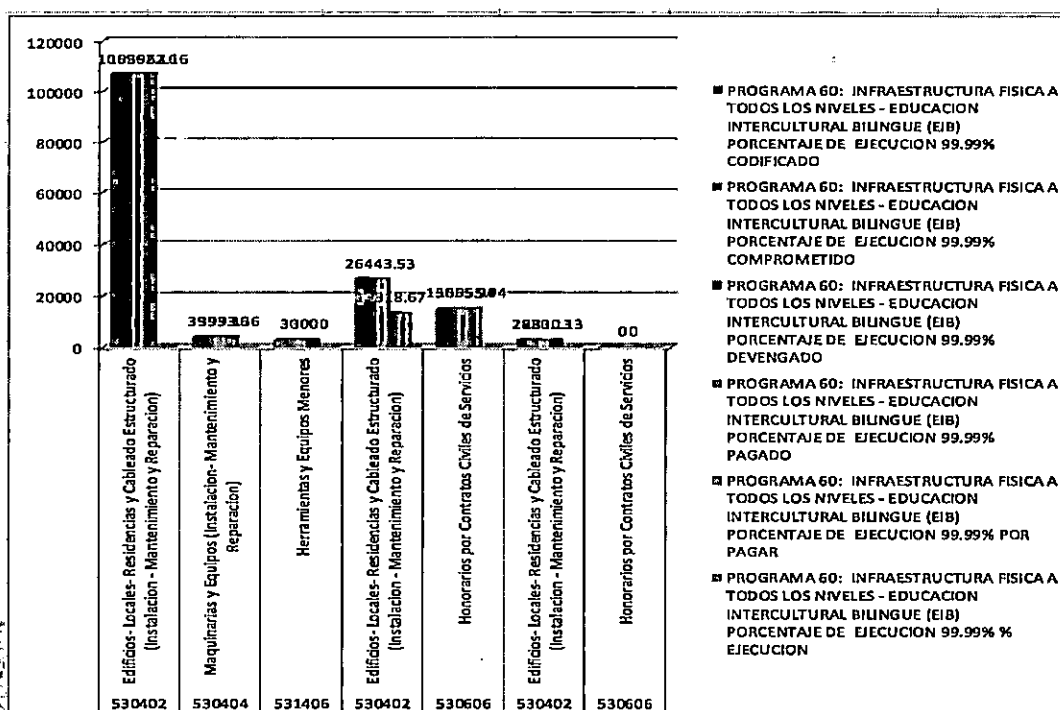 120000
100000
80000
60000
40000
20000
0
26443.53
30000
00
Edificios- Locales- Residencias y Cableado Estructurado
(Instalacion - Mantenimiento y Reparacion)
Maquinarias y Equipos (Instalacion- Mantenimiento y
Reparacion)
Herramientas y Equipos Menores
Edificios- Locales- Residencias y Cableado Estructurado
(Instalacion - Mantenimiento y Reparacion)
Honorarios por Contratos Civiles de Servicios
Edificios- Locales- Residencias y Cableado Estructurado
(Instalacion - Mantenimiento y Reparacion)
Honorarios por Contratos Civiles de Servicios
530402 530404 531406 530402 530606 530402 530606
PROGRAMA 60: INFRAESTRUCTURA FISICA A
TODOS LOS NIVELES - EDUCACION
INTERCULTURAL BILINGUE (EIB)
PORCENTAJE DE EJECUCION 99.99%
CODIFICADO
PROGRAMA 60: INFRAESTRUCTURA FISICA A
TODOS LOS NIVELES - EDUCACION
INTERCULTURAL BILINGUE (EIB)
PORCENTAJE DE EJECUCION 99.99%
COMPROMETIDO
PROGRAMA 60: INFRAESTRUCTURA FISICA A
TODOS LOS NIVELES - EDUCACION
INTERCULTURAL BILINGUE (EIB)
PORCENTAJE DE EJECUCION 99.99%
DEVENGADO
PROGRAMA 60: INFRAESTRUCTURA FISICA A
TODOS LOS NIVELES - EDUCACION
INTERCULTURAL BILINGUE (EIB)
PORCENTAJE DE EJECUCION 99.99%
PAGADO
PROGRAMA 60: INFRAESTRUCTURA FISICA A
TODOS LOS NIVELES - EDUCACION
INTERCULTURAL BILINGUE (EIB)
PORCENTAJE DE EJECUCION 99.99% POR
PAGAR
PROGRAMA 60: INFRAESTRUCTURA FISICA A
TODOS LOS NIVELES - EDUCACION
INTERCULTURAL BILINGUE (EIB)
PORCENTAJE DE EJECUCION 99.99% %
EJECUCION